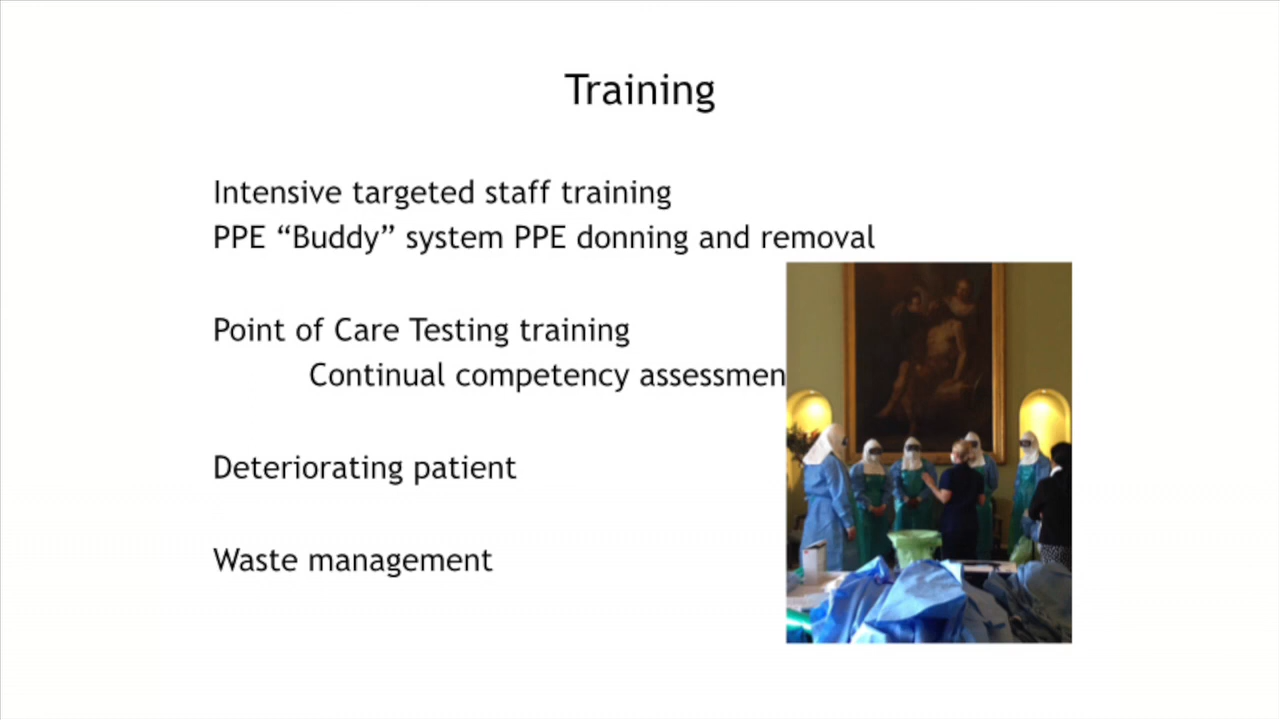 Training
Intensive targeted staff training
PPE “Buddy” system PPE donning and removal
Point of Care Testing training
Continual competency assessmen
Deteriorating patient
Waste management